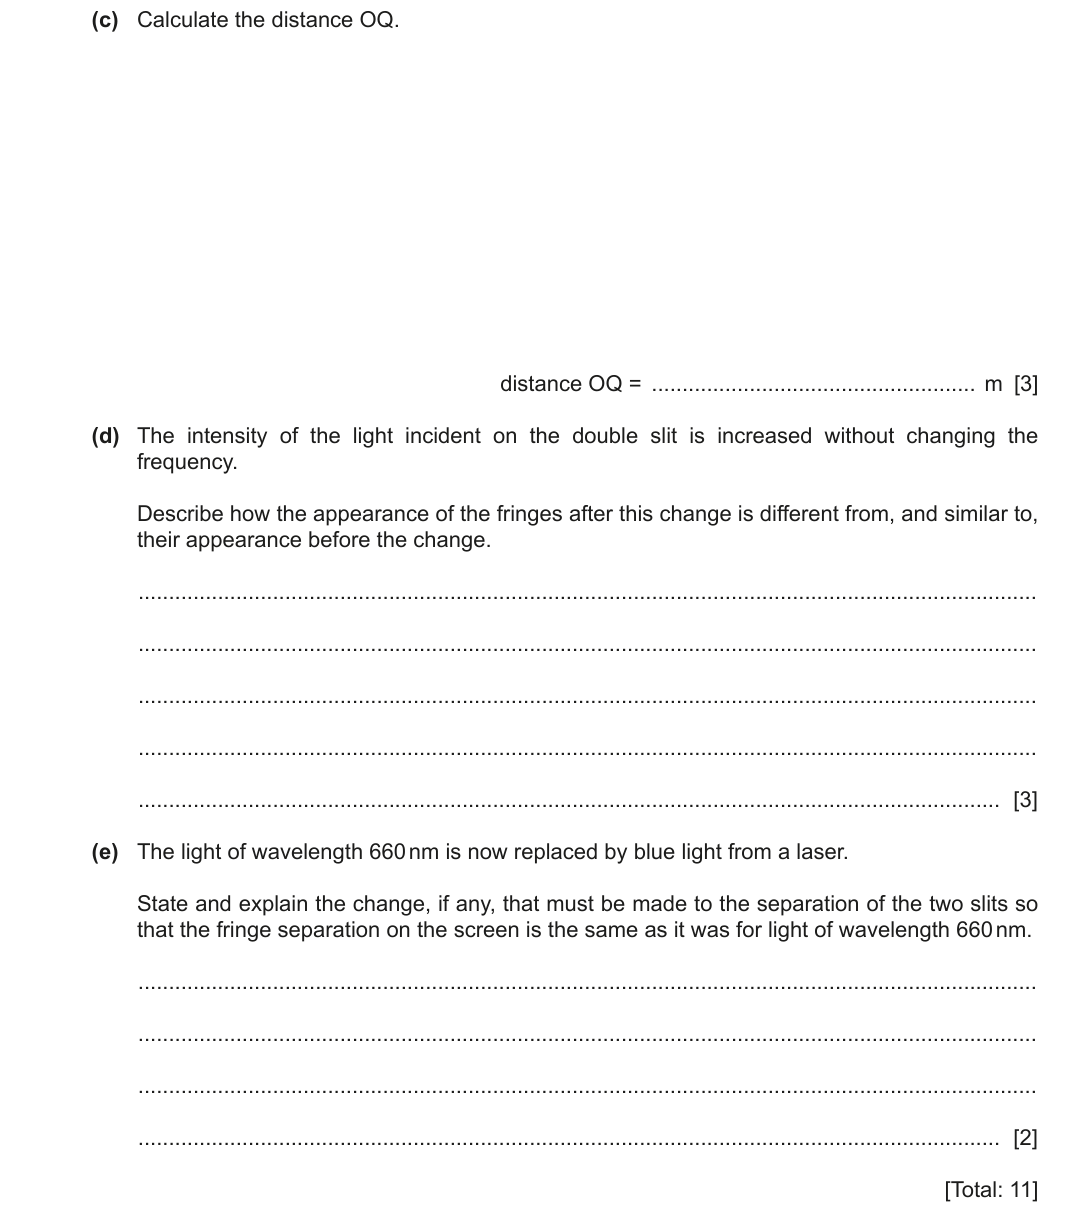 (c) Calculate the distance OQ.
distance OQ = ..................................................... m [3]
(d) The intensity of the light incident on the double slit is increased without changing the
frequency.
Describe how the appearance of the fringes after this change is different from, and similar to,
their appearance before the change.
...................................................................................................................................................
...................................................................................................................................................
...................................................................................................................................................
...................................................................................................................................................
............................................................................................................................................. [3]
(e) The light of wavelength 660 nm is now replaced by blue light from a laser.
State and explain the change, if any, that must be made to the separation of the two slits so
that the fringe separation on the screen is the same as it was for light of wavelength 660 nm.
...................................................................................................................................................
...................................................................................................................................................
...................................................................................................................................................
............................................................................................................................................. [2]
[Total: 11]